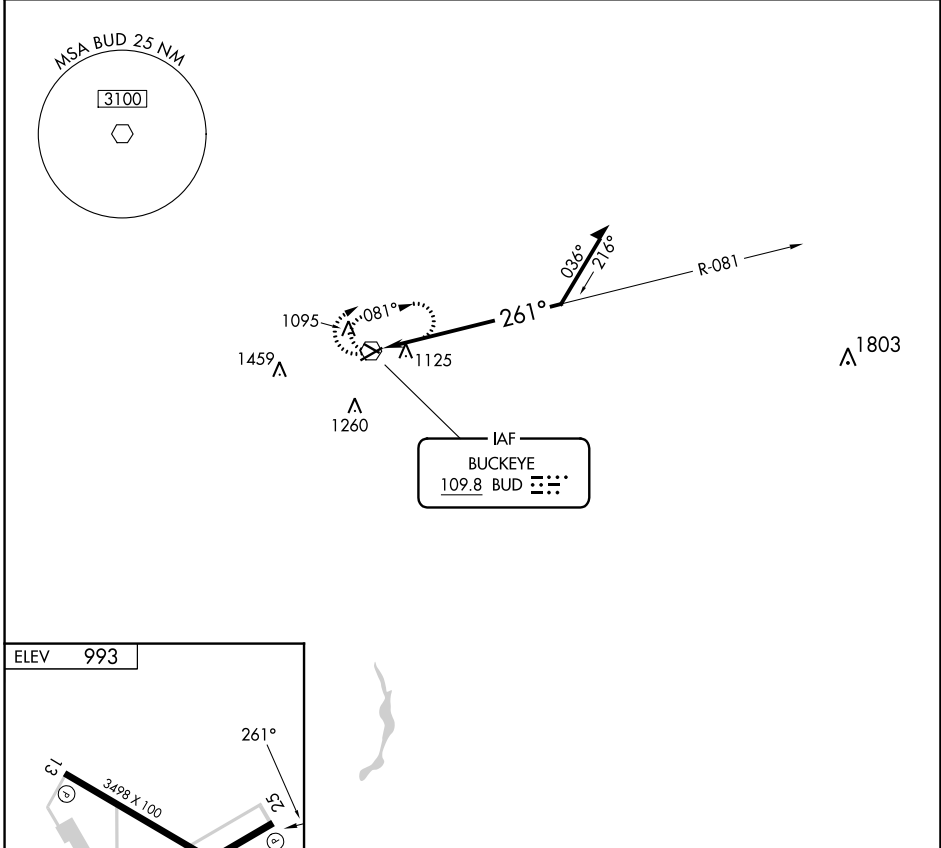 MSA BUD 25 NM
3100
036°
216°
R-081
261°
081°
1095
1125
1459
1803
1260
IAF
BUCKEYE
109.8 BUD
ELEV 993
261°
13
3498 X 100
25
P
P